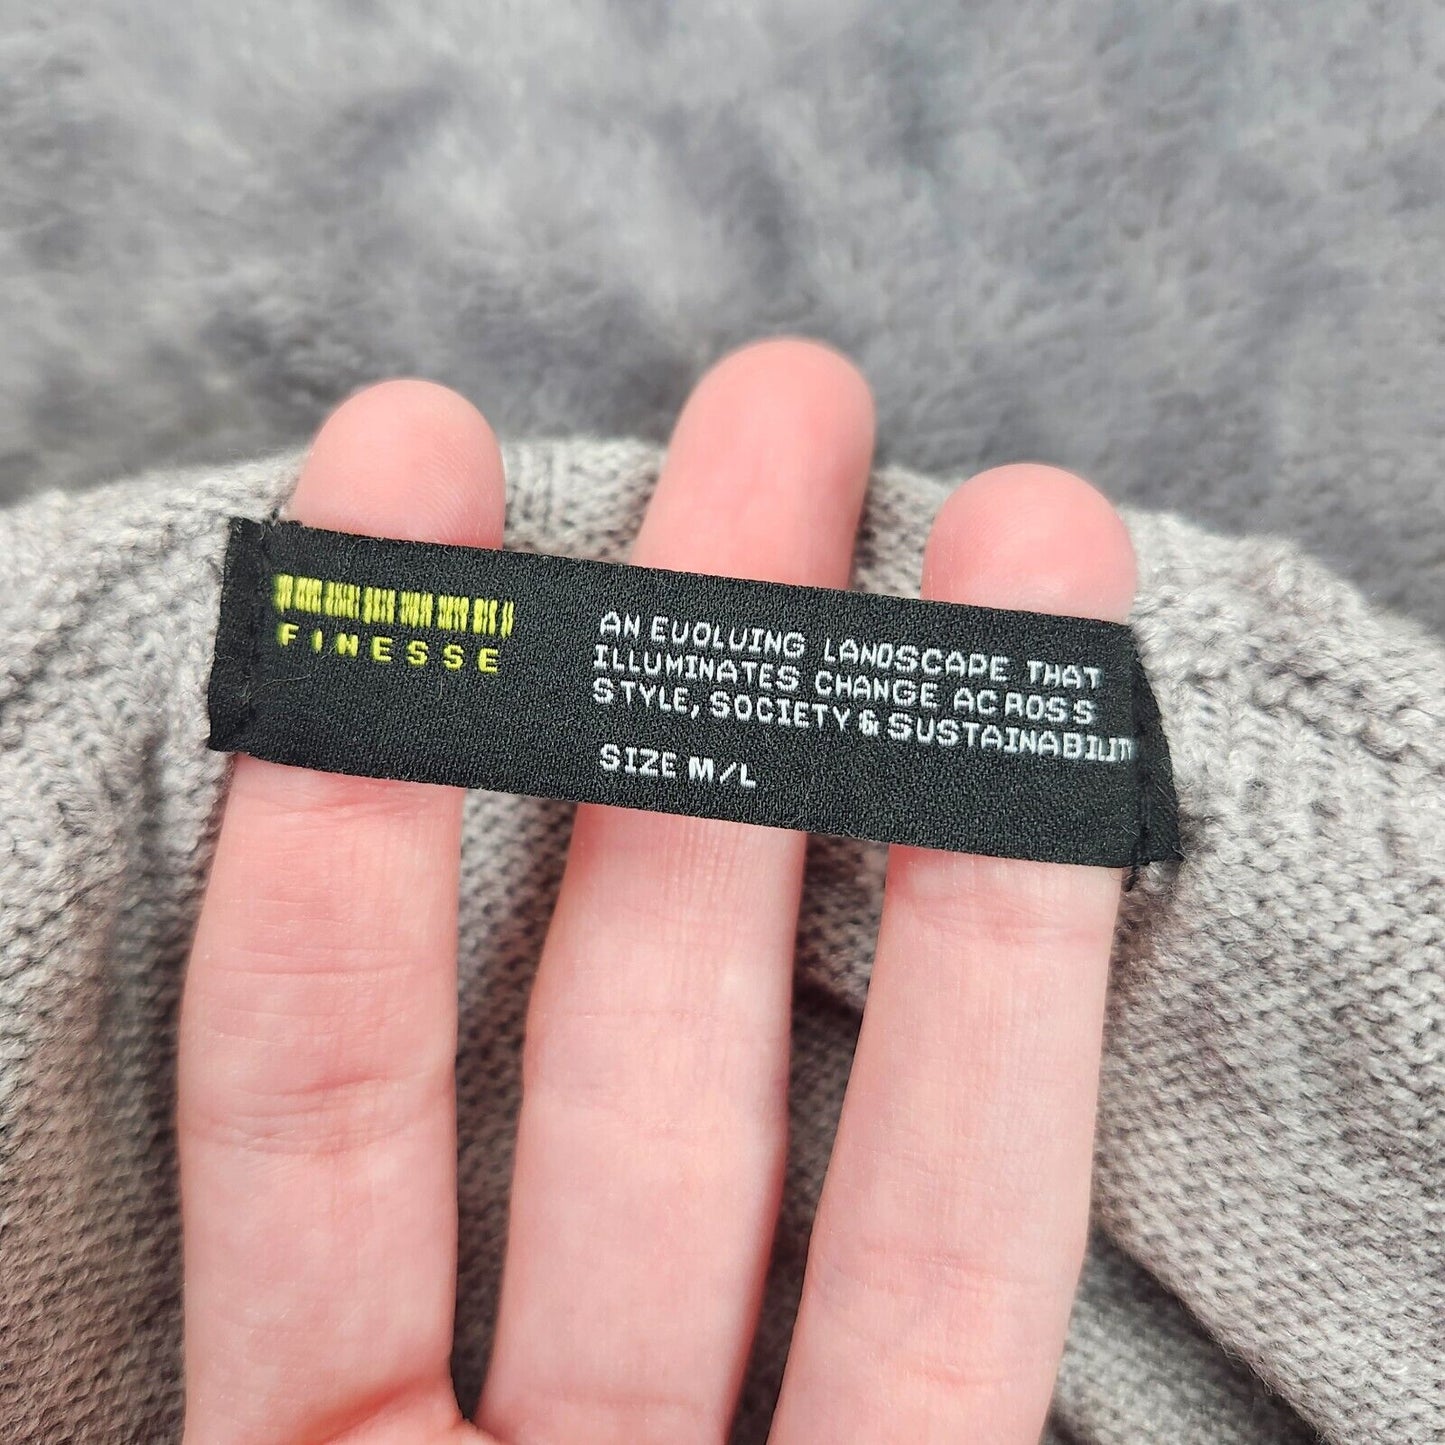 FINESSE
AN EVOLVING LANDSCAPE THAT
ILLUMINATES CHANGE ACROSS
STYLE, SOCIETY & SUSTAINABILITY
SIZE M/L